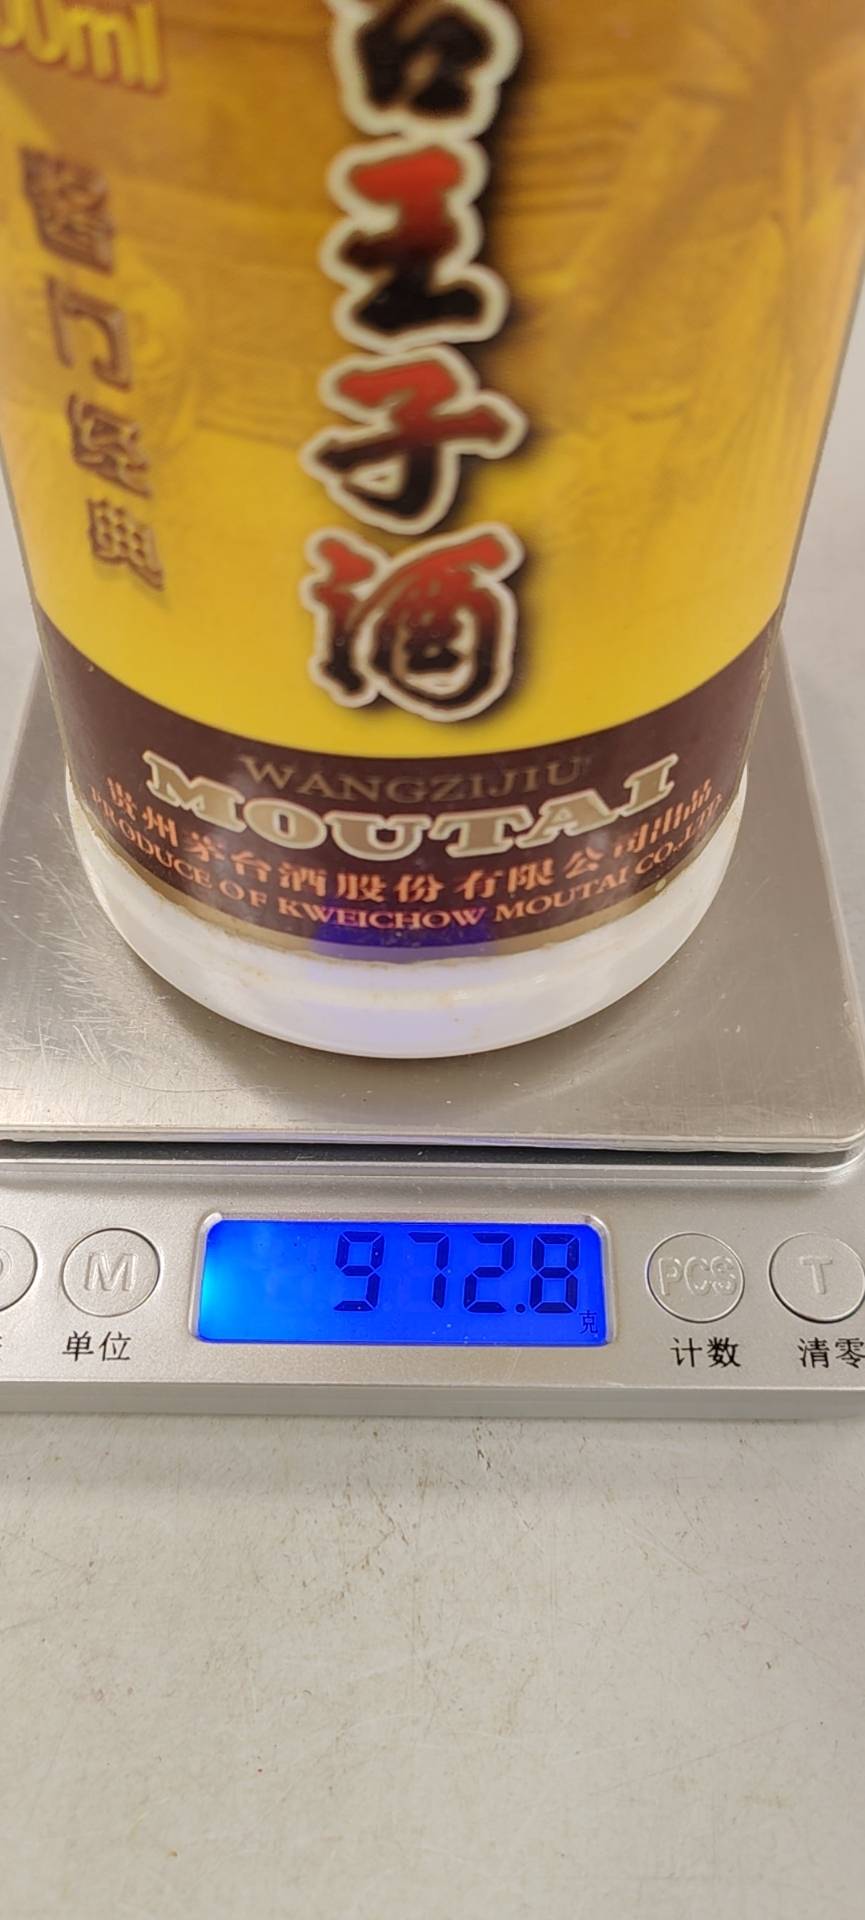 00ml
台王子酒
酱门经典
WANGZIJIU
MOUTAI
贵州茅台酒股份有限公司出品
PRODUCE OF KWEICHOW MOUTAI CO.,LTD.
972.8
克
M
PCS
T
单位
计数
清零